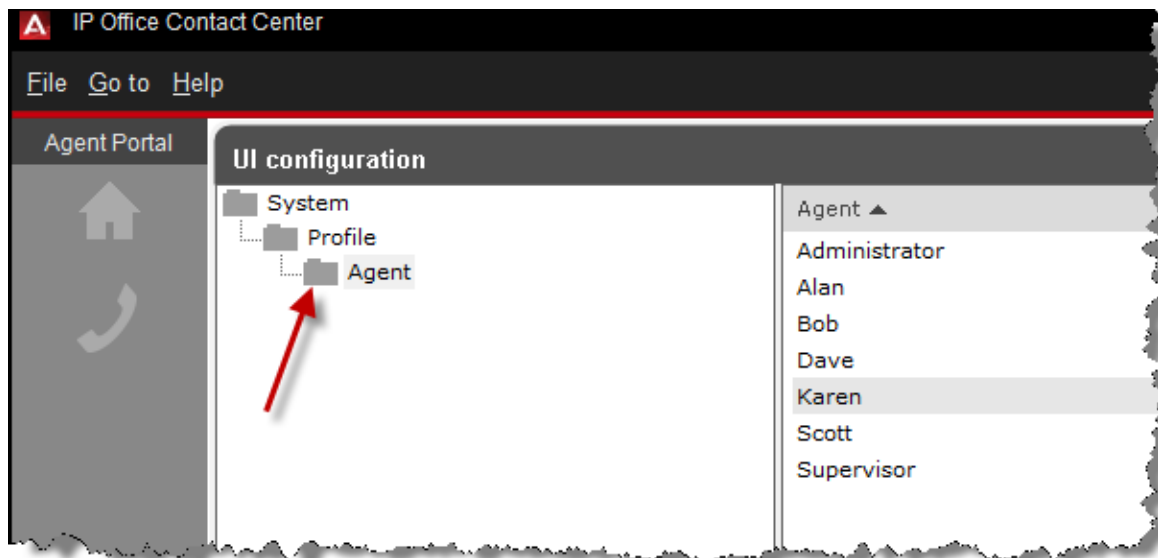 IP Office Contact Center
File Go to Help
Agent Portal
UI configuration
System
Profile
Agent
Agent ▲
Administrator
Alan
Bob
Dave
Karen
Scott
Supervisor